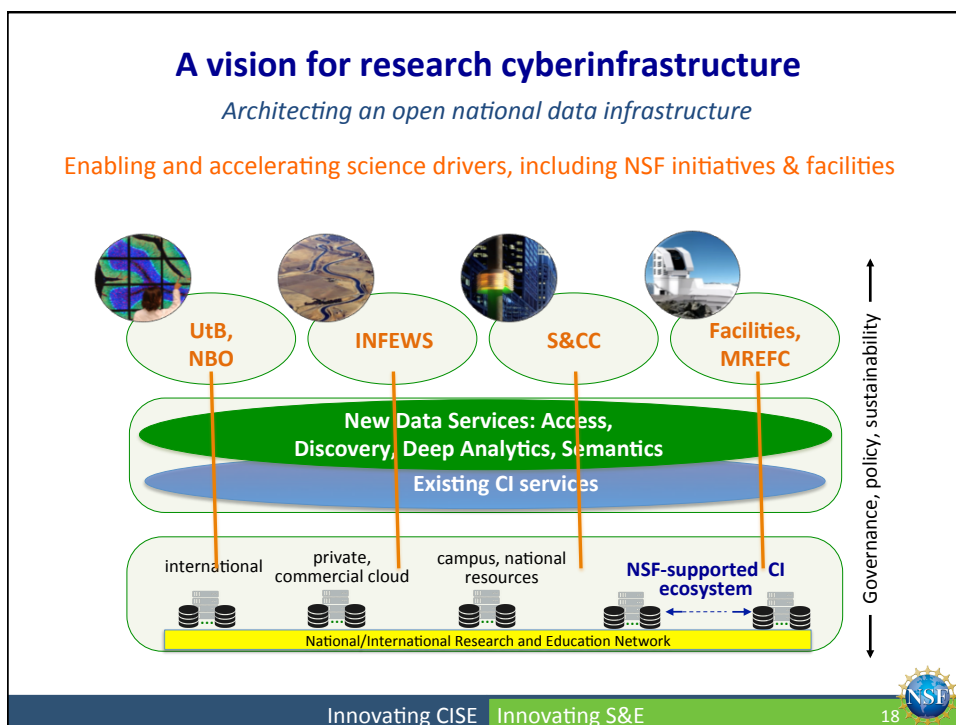 A vision for research cyberinfrastructure
Architecting an open national data infrastructure
Enabling and accelerating science drivers, including NSF initiatives & facilities
UtB,
NBO
INFEWS
S&CC
Facilities,
MREFC
New Data Services: Access,
Discovery, Deep Analytics, Semantics
Existing CI services
international
private,
commercial cloud
campus, national
resources
NSF-supported CI
ecosystem
National/International Research and Education Network
Governance, policy, sustainability
Innovating CISE
Innovating S&E
18
NSF